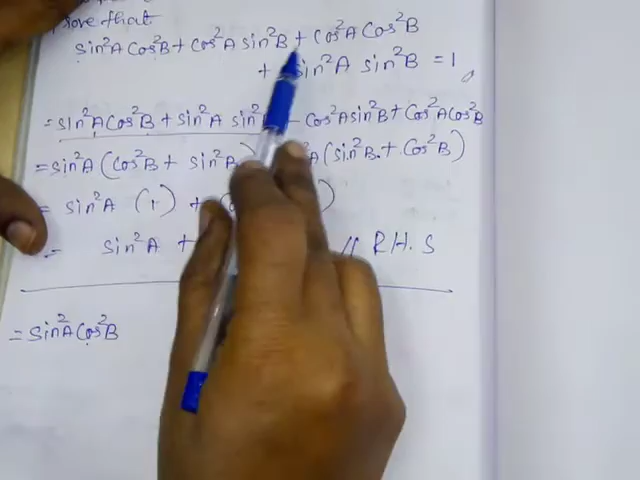 prove that
sin²A Cos²B + Cos²A sin²B + Cos²A Cos²B
+ sin²A sin²B = 1,
= sin²A Cos²B + sin²A sin² Cos²A sin²B + Cos²A Cos²B
= sin²A (Cos²B + sin²B A (sin²B + Cos²B)
= sin²A (1) + ( )
= sin²A + // R.H.S
= sin²A Cos²B